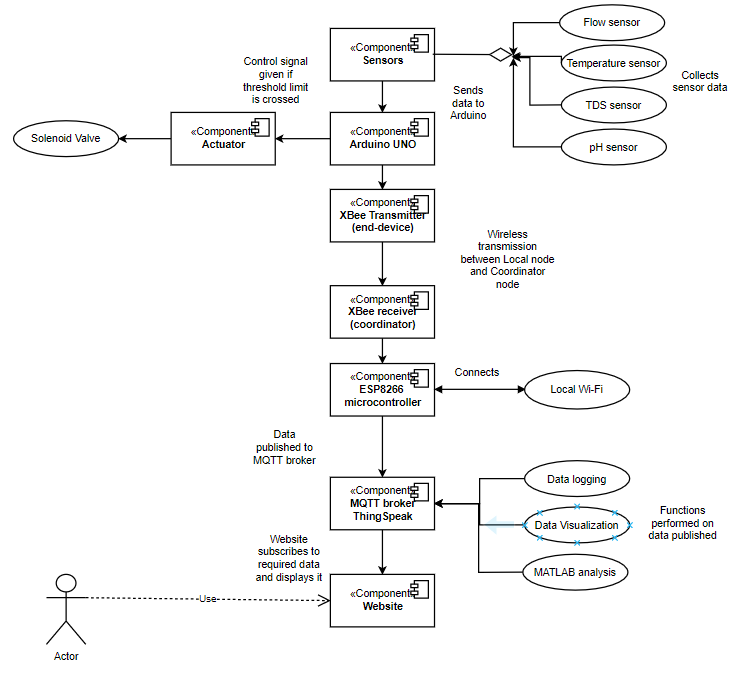 Flow sensor
«Component»
Sensors
Control signal
given if
threshold limit
is crossed
Temperature sensor
Collects
sensor data
Sends
data to
Arduino
TDS sensor
Solenoid Valve
«Component»
Actuator
«Component»
Arduino UNO
pH sensor
«Component»
XBee Transmitter
(end-device)
Wireless
transmission
between Local node
and Coordinator
node
«Component»
XBee receiver
(coordinator)
«Component»
ESP8266
microcontroller
Connects
Local Wi-Fi
Data
published to
MQTT broker
Data logging
«Component»
MQTT broker
ThingSpeak
Data Visualization
Functions
performed on
data published
Website
subscribes to
required data
and displays it
MATLAB analysis
«Component»
Website
Use
Actor